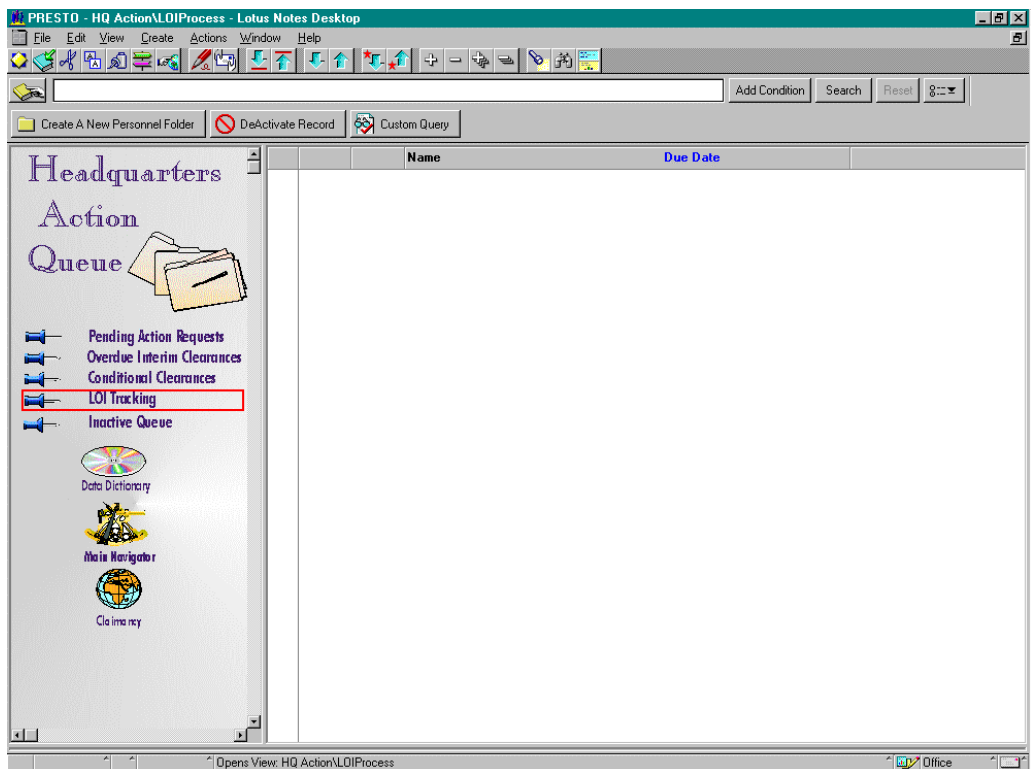 PRESTO - HQ Action\LOIProcess - Lotus Notes Desktop
File Edit View Create Actions Window Help
Add Condition Search Reset
Create A New Personnel Folder DeActivate Record Custom Query
Name Due Date
Headquarters
Action
Queue
Pending Action Requests
Overdue Interim Clearances
Conditional Clearances
LOI Tracking
Inactive Queue
Data Dictionary
Main Navigator
Claimancy
Opens View: HQ Action\LOIProcess Office